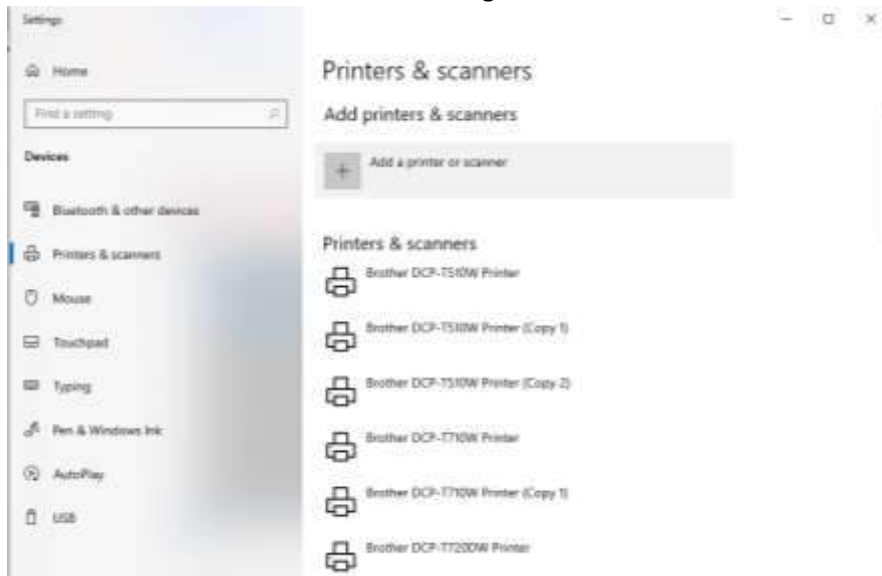 Settings
Home
Printers & scanners
Find a setting
Add printers & scanners
Devices
Add a printer or scanner
Bluetooth & other devices
Printers & scanners
Printers & scanners
Brother DCP-T510W Printer
Mouse
Brother DCP-T510W Printer (Copy 1)
Touchpad
Typing
Brother DCP-T510W Printer (Copy 2)
Pen & Windows Ink
Brother DCP-T710W Printer
AutoPlay
Brother DCP-T710W Printer (Copy 1)
USB
Brother DCP-T720DW Printer